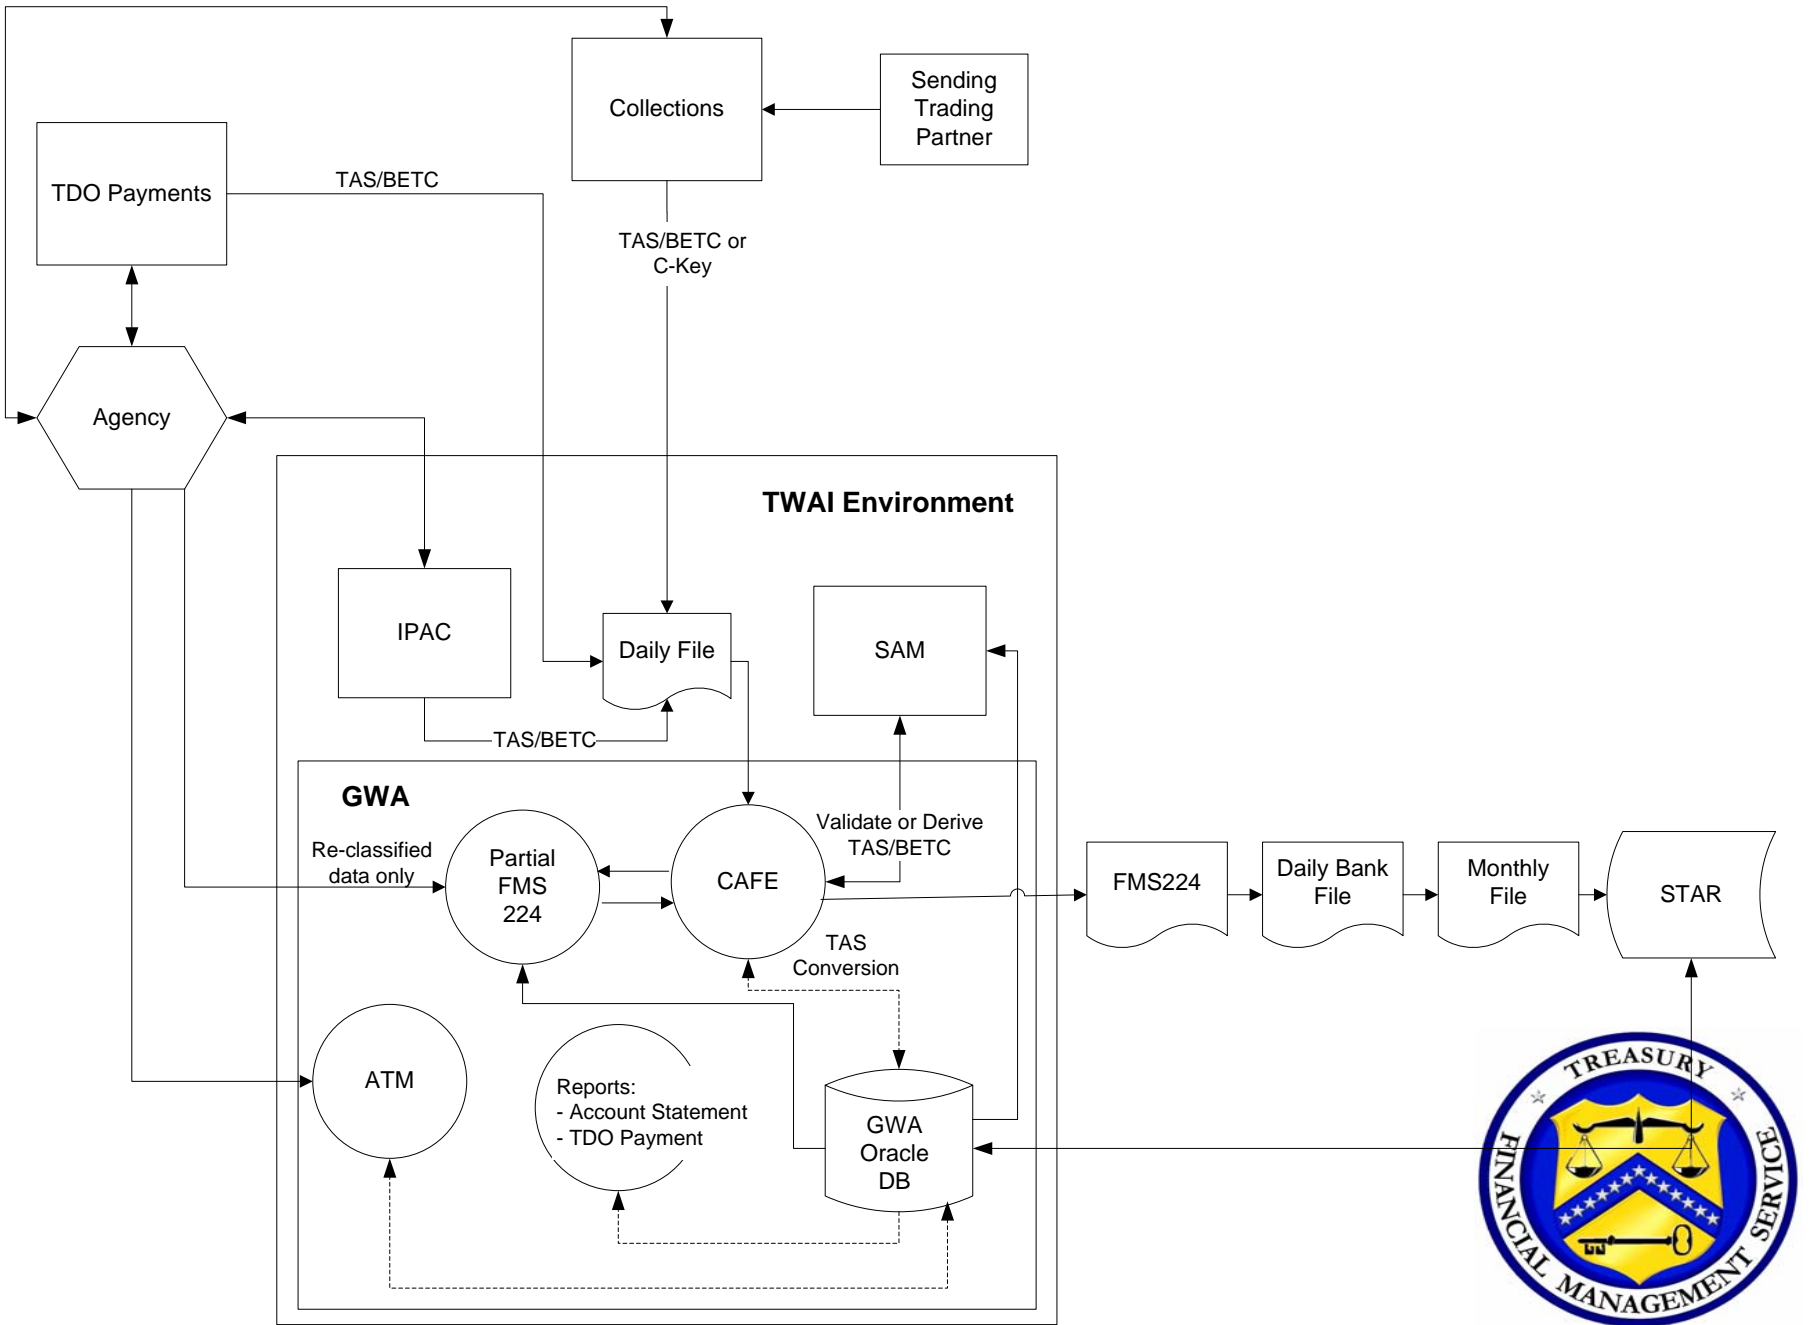 Collections
Sending
Trading
Partner
TDO Payments
TAS/BETC
TAS/BETC or
C-Key
Agency
TWAI Environment
IPAC
Daily File
SAM
TAS/BETC
GWA
Re-classified
data only
Partial
FMS
224
CAFE
Validate or Derive
TAS/BETC
FMS224
Daily Bank
File
Monthly
File
STAR
TAS
Conversion
ATM
Reports:
- Account Statement
- TDO Payment
GWA
Oracle
DB
TREASURY
FINANCIAL MANAGEMENT SERVICE